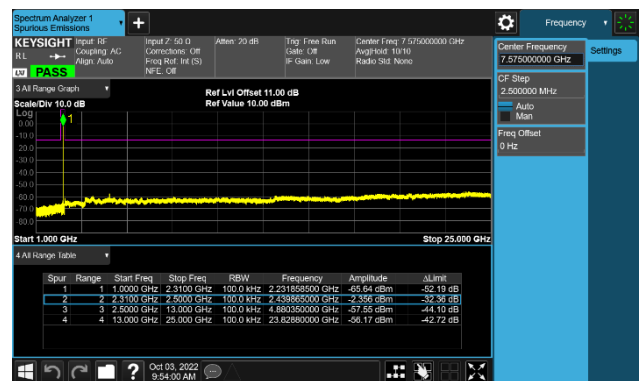 Spectrum Analyzer 1
Spurious Emissions
Frequency
KEYSIGHT Input: RF Input Z: 50 Ω Atten: 20 dB Trig: Free Run Center Freq: 7.575000000 GHz
RL Coupling: AC Corrections: Off Gate: Off Avg|Hold: 10/10
Align: Auto Freq Ref: Int (S) IF Gain: Low Radio Std: None
NFE: Off
LV PASS
Center Frequency
7.575000000 GHz
Settings
CF Step
2.500000 MHz
Auto
Man
Freq Offset
0 Hz
3 All Range Graph
Ref Lvl Offset 11.00 dB
Scale/Div 10.0 dB Ref Value 10.00 dBm
Log
1
0.00
-10.0
-20.0
-30.0
-40.0
-50.0
-60.0
-70.0
-80.0
Start 1.000 GHz Stop 25.000 GHz
4 All Range Table
Spur Range Start Freq Stop Freq RBW Frequency Amplitude ΔLimit
1 1 1.0000 GHz 2.3100 GHz 100.0 kHz 2.231858500 GHz -65.64 dBm -52.19 dB
2 2 2.3100 GHz 2.5000 GHz 100.0 kHz 2.439865000 GHz -2.356 dBm -32.36 dB
3 3 2.5000 GHz 13.000 GHz 100.0 kHz 4.880350000 GHz -57.55 dBm -44.10 dB
4 4 13.000 GHz 25.000 GHz 100.0 kHz 23.82880000 GHz -56.17 dBm -42.72 dB
?
Oct 03, 2022
9:54:00 AM